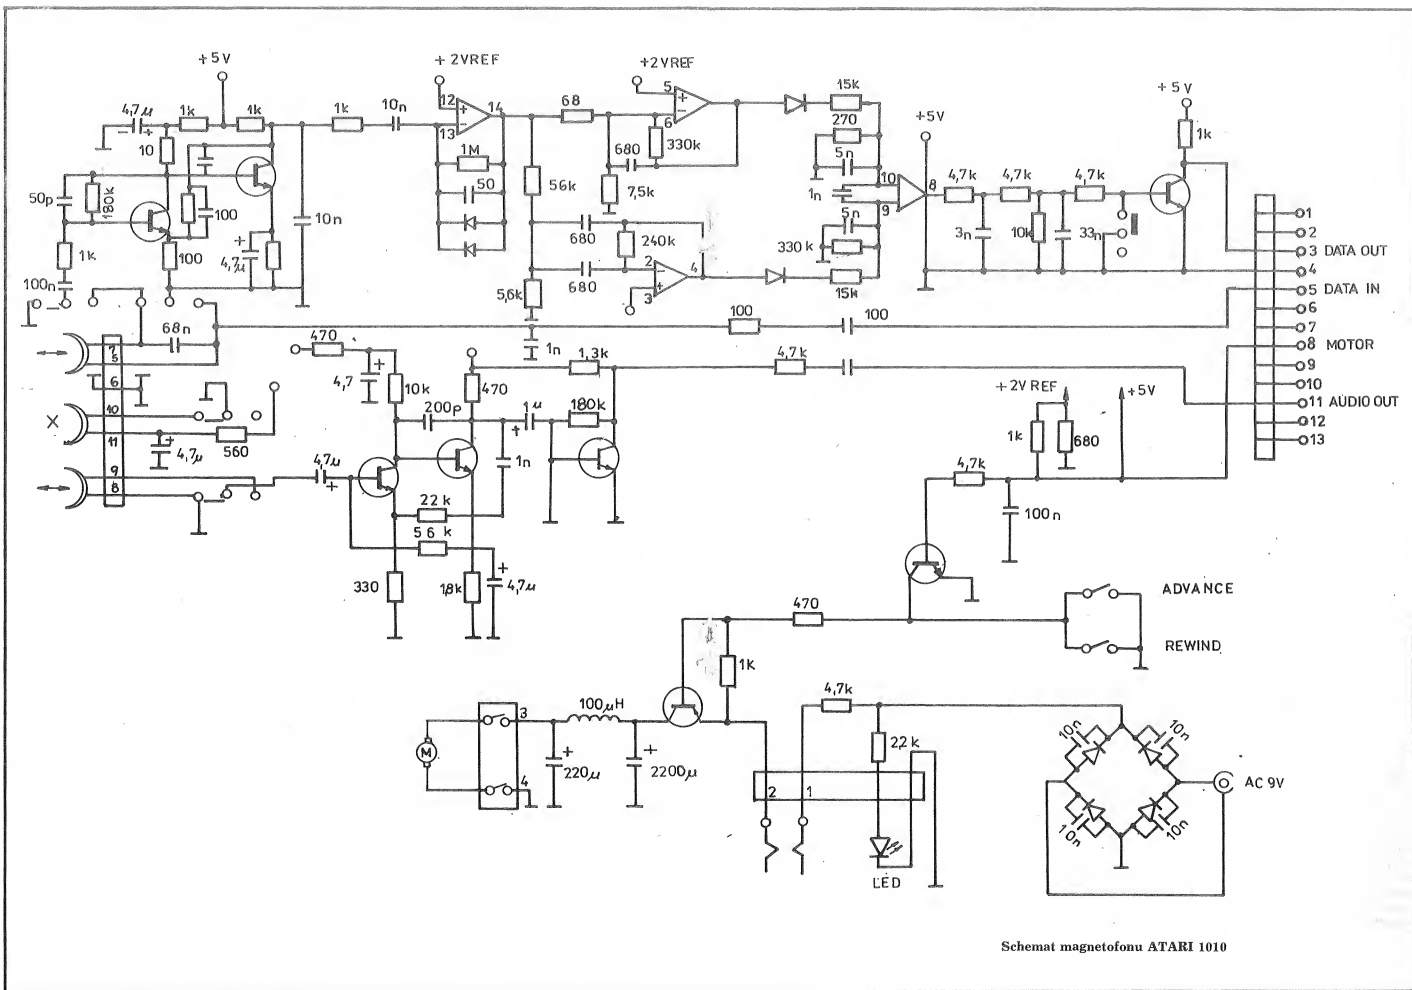 +5V
4,7µ
1k
1k
10
50p
180k
1k
100n
100
100
4,7µ
10n
1k
10n
+2VREF
12
13
14
1M
50
68
56k
680
680
5,6k
+2VREF
5
6
330k
680
7,5k
240k
2
3
4
15k
270
5n
1n
5n
330k
15k
+5V
10
9
8
4,7k
4,7k
4,7k
3n
10k
33n
+5V
1k
1
2
3 DATA OUT
4
5 DATA IN
6
7
8 MOTOR
9
10
11 AUDIO OUT
12
13
68n
7
5
6
10
11
9
8
X
4,7µ
560
470
4,7
10k
200p
470
1n
1µ
180k
1,3k
1n
100
100
4,7k
4,7µ
22k
56k
330
1,8k
4,7µ
+2V REF
+5V
1k
680
4,7k
100n
470
1k
ADVANCE
REWIND
M
3
4
100µH
220µ
2200µ
2
1
4,7k
2,2k
LED
10n
10n
10n
10n
AC 9V
Schemat magnetofonu ATARI 1010